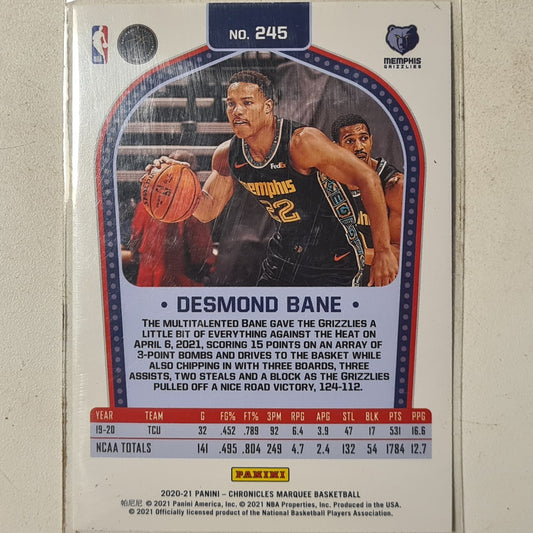 NO. 245
MEMPHIS
GRIZZLIES
FedEx
Memphis
22
• DESMOND BANE •
THE MULTITALENTED BANE GAVE THE GRIZZLIES A
LITTLE BIT OF EVERYTHING AGAINST THE HEAT ON
APRIL 6, 2021, SCORING 15 POINTS ON AN ARRAY OF
3-POINT BOMBS AND DRIVES TO THE BASKET WHILE
ALSO CHIPPING IN WITH THREE BOARDS, THREE
ASSISTS, TWO STEALS AND A BLOCK AS THE GRIZZLIES
PULLED OFF A NICE ROAD VICTORY, 124-112.
YEAR TEAM G FG% FT% 3PM RPG APG STL BLK PTS PPG
19-20 TCU 32 .452 .789 92 6.4 3.9 47 17 531 16.6
NCAA TOTALS 141 .495 .804 249 4.7 2.4 132 54 1784 12.7
PANINI
2020-21 PANINI – CHRONICLES MARQUEE BASKETBALL
帕尼尼 © 2021 Panini America, Inc. © 2021 NBA Properties, Inc. Produced in the USA.
© 2021 Officially licensed product of the National Basketball Players Association.